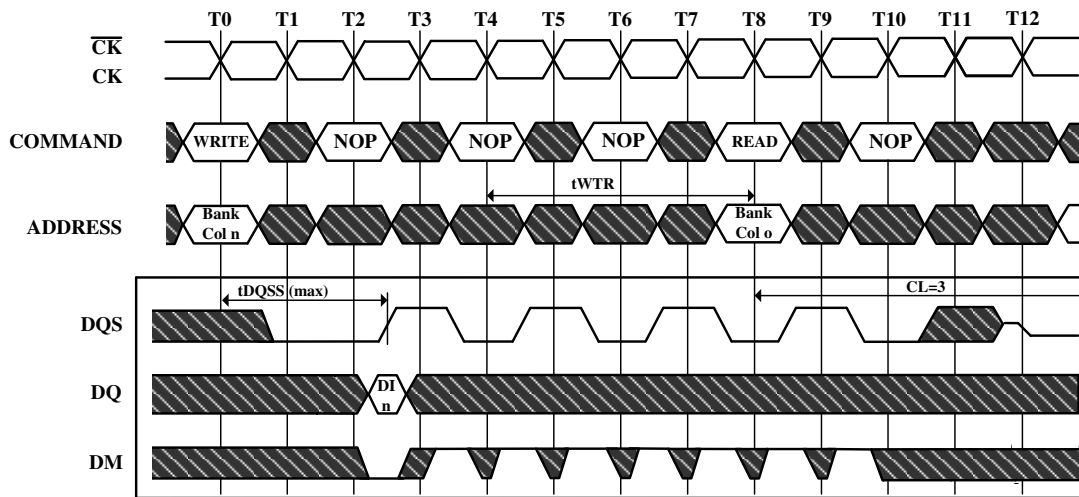 T0 T1 T2 T3 T4 T5 T6 T7 T8 T9 T10 T11 T12
CK
CK
COMMAND WRITE NOP NOP NOP READ NOP
tWTR
ADDRESS Bank Col n Bank Col o
tDQSS (max) CL=3
DQS
DQ DI n
DM